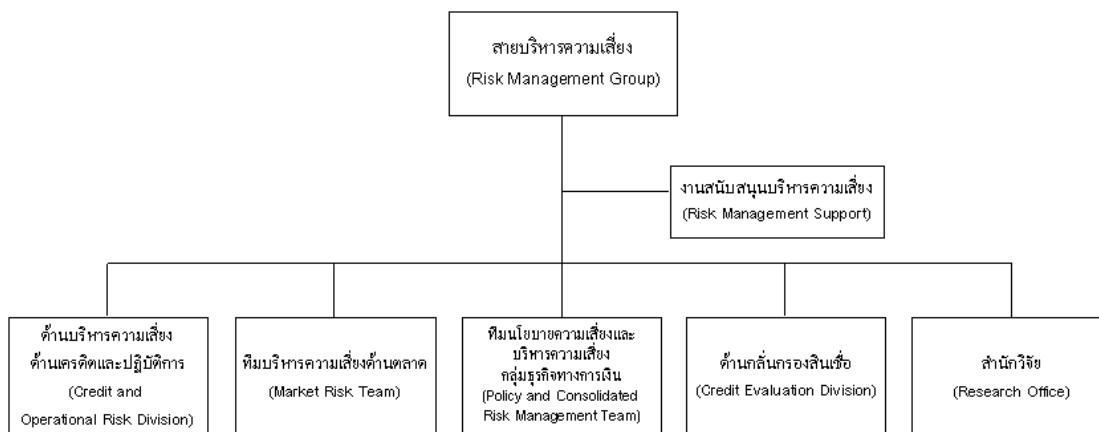 สายบริหารความเสี่ยง
(Risk Management Group)
งานสนับสนุนบริหารความเสี่ยง
(Risk Management Support)
ด้านบริหารความเสี่ยง
ด้านเครดิตและปฏิบัติการ
(Credit and
Operational Risk Division)
ทีมบริหารความเสี่ยงด้านตลาด
(Market Risk Team)
ทีมนโยบายความเสี่ยงและ
บริหารความเสี่ยง
กลุ่มธุรกิจทางการเงิน
(Policy and Consolidated
Risk Management Team)
ด้านกลั่นกรองสินเชื่อ
(Credit Evaluation Division)
สำนักวิจัย
(Research Office)